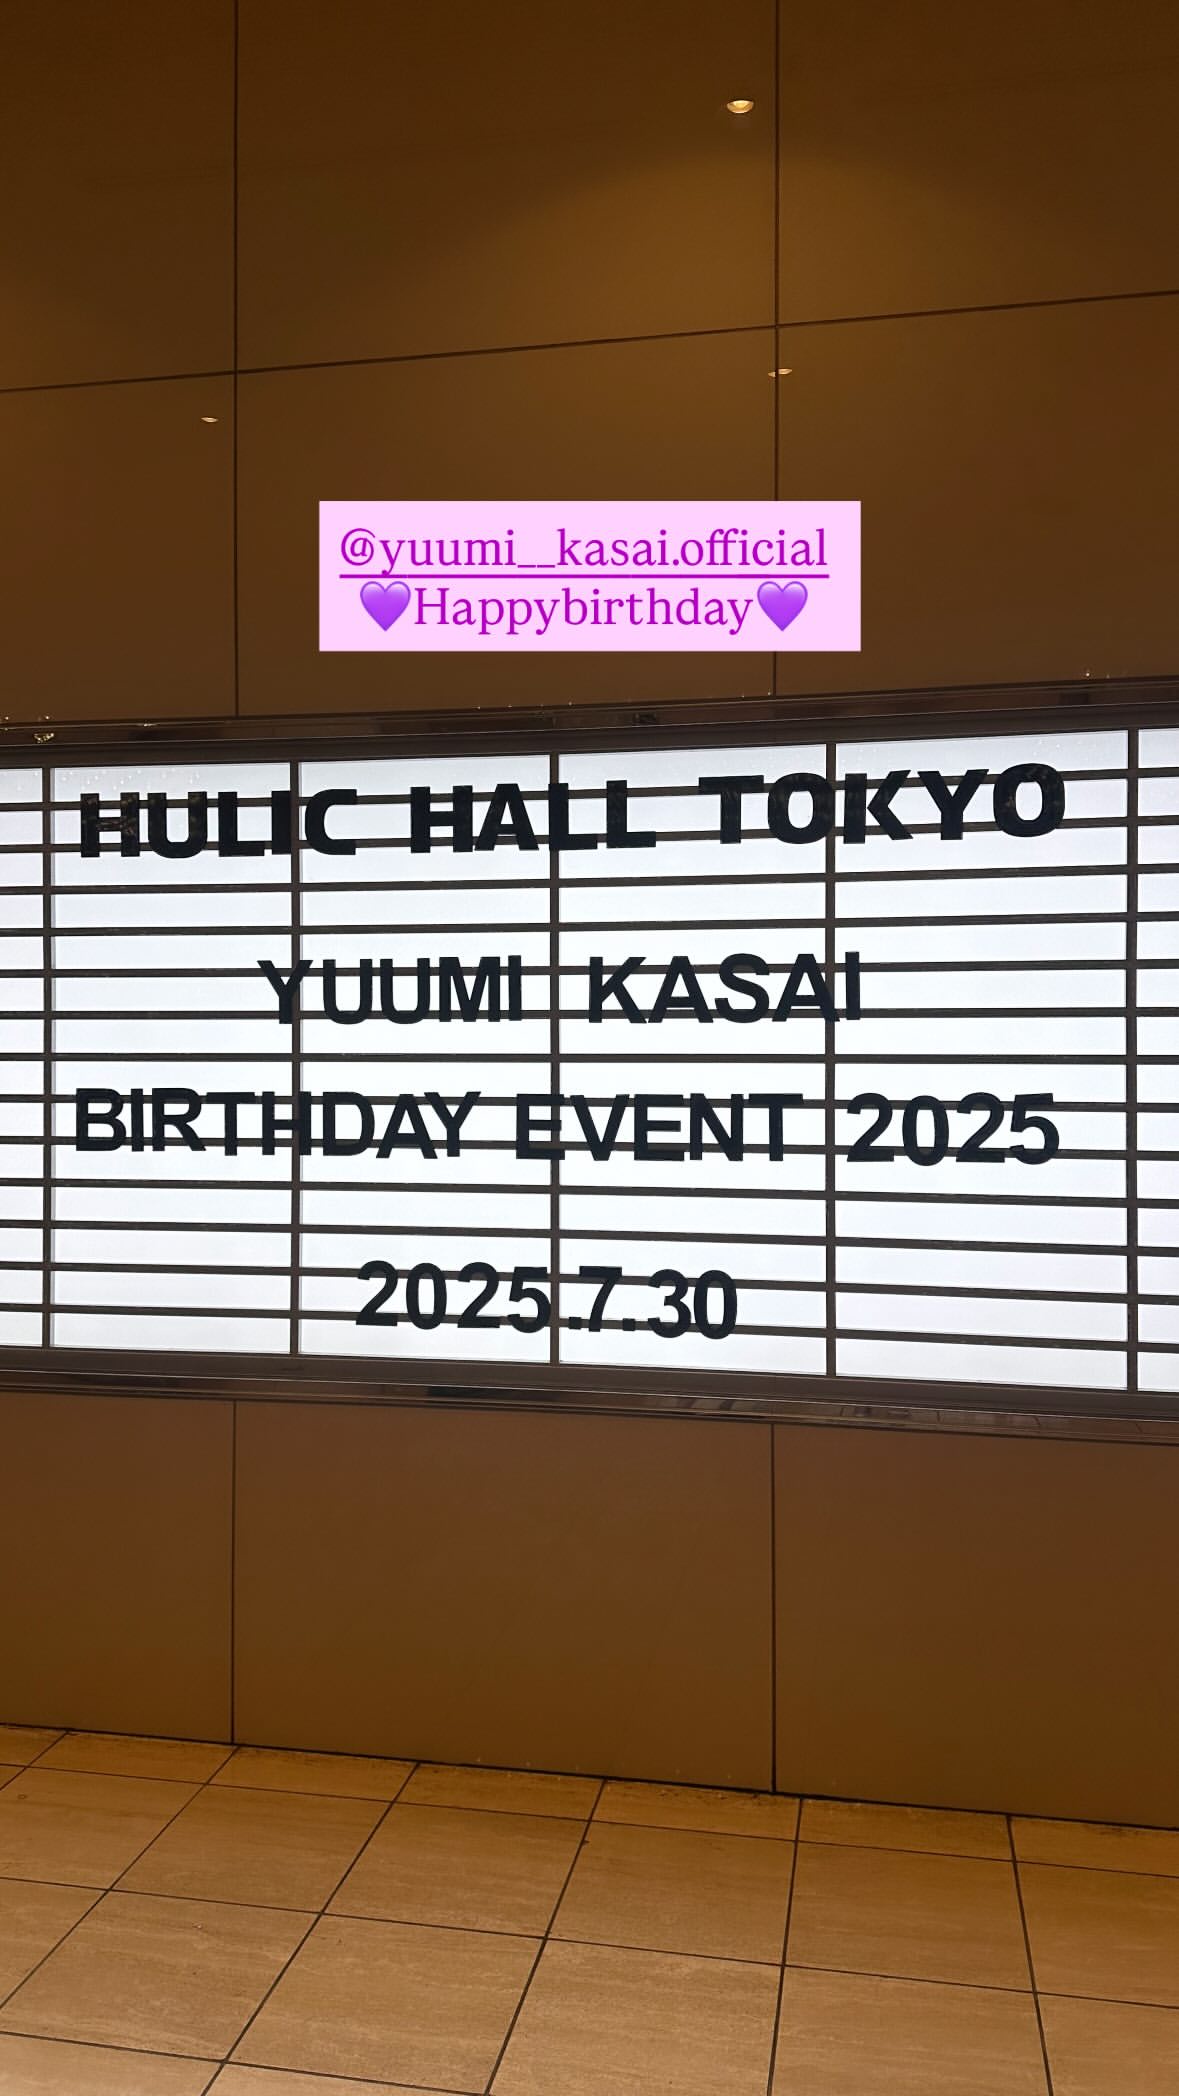 @yuumi__kasai.official
💜Happybirthday💜
HULIC HALL TOKYO
YUUMI KASAI
BIRTHDAY EVENT 2025
2025.7.30